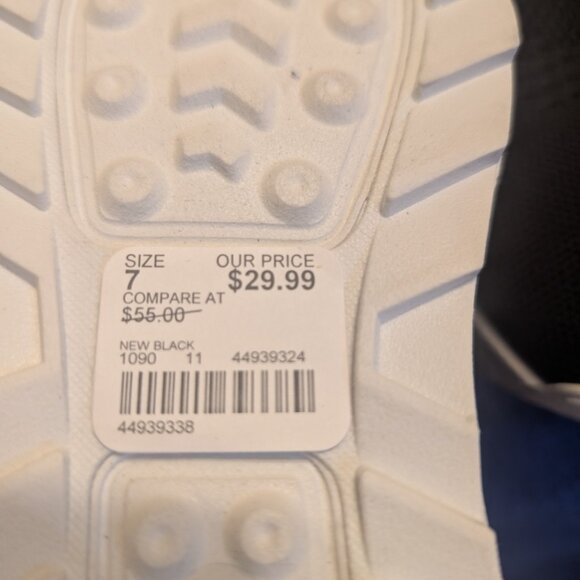 SIZE OUR PRICE
7 $29.99
COMPARE AT
$55.00
NEW BLACK
1090 11 44939324
44939338